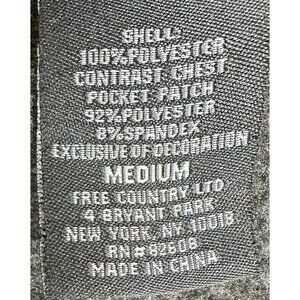 SHELL:
100%POLYESTER
CONTRAST CHEST
POCKET PATCH
92%POLYESTER
8%SPANDEX
EXCLUSIVE OF DECORATION
MEDIUM
FREE COUNTRY LTD
4 BRYANT PARK
NEW YORK, NY 10018
RN#82608
MADE IN CHINA